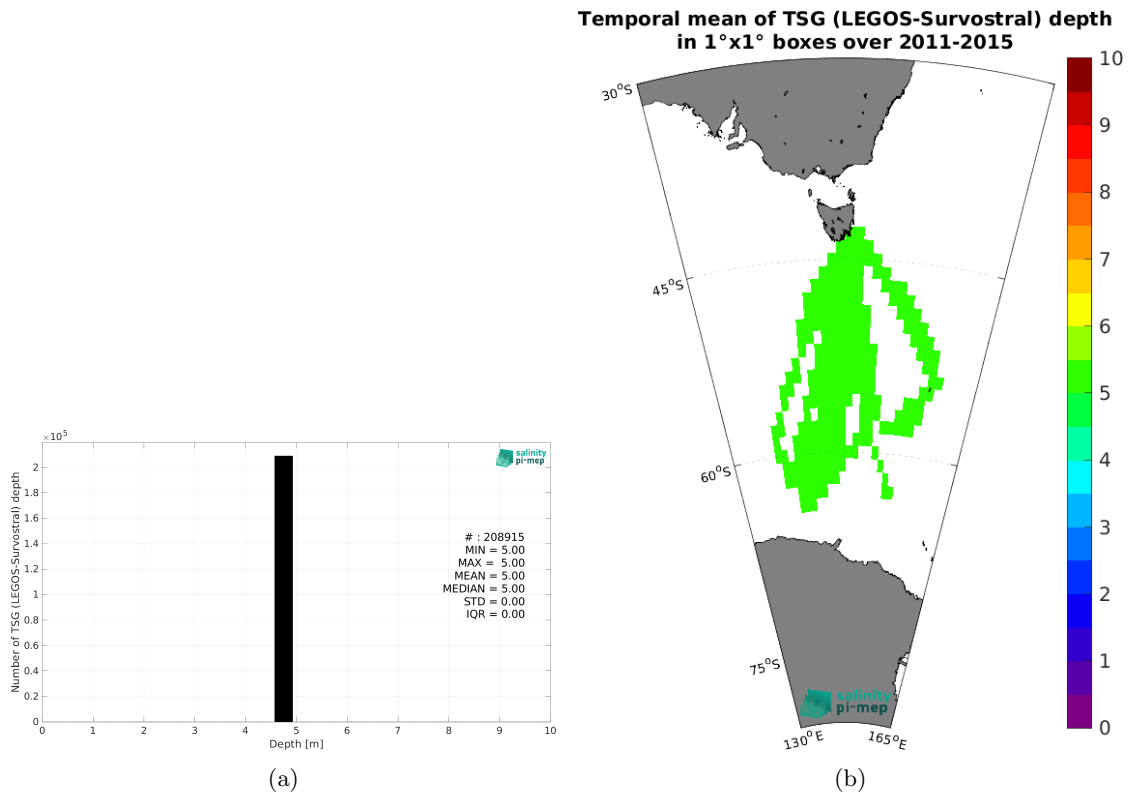 ×10⁵
2
1.8
1.6
1.4
1.2
1
0.8
0.6
0.4
0.2
0
Number of TSG (LEGOS-Survostral) depth
salinity
pi-mep
# : 208915
MIN = 5.00
MAX = 5.00
MEAN = 5.00
MEDIAN = 5.00
STD = 0.00
IQR = 0.00
0 1 2 3 4 5 6 7 8 9 10
Depth [m]
(a)
Temporal mean of TSG (LEGOS-Survostral) depth
in 1°x1° boxes over 2011-2015
30°S
45°S
60°S
75°S
130°E
165°E
salinity
pi-mep
10
9
8
7
6
5
4
3
2
1
0
(b)